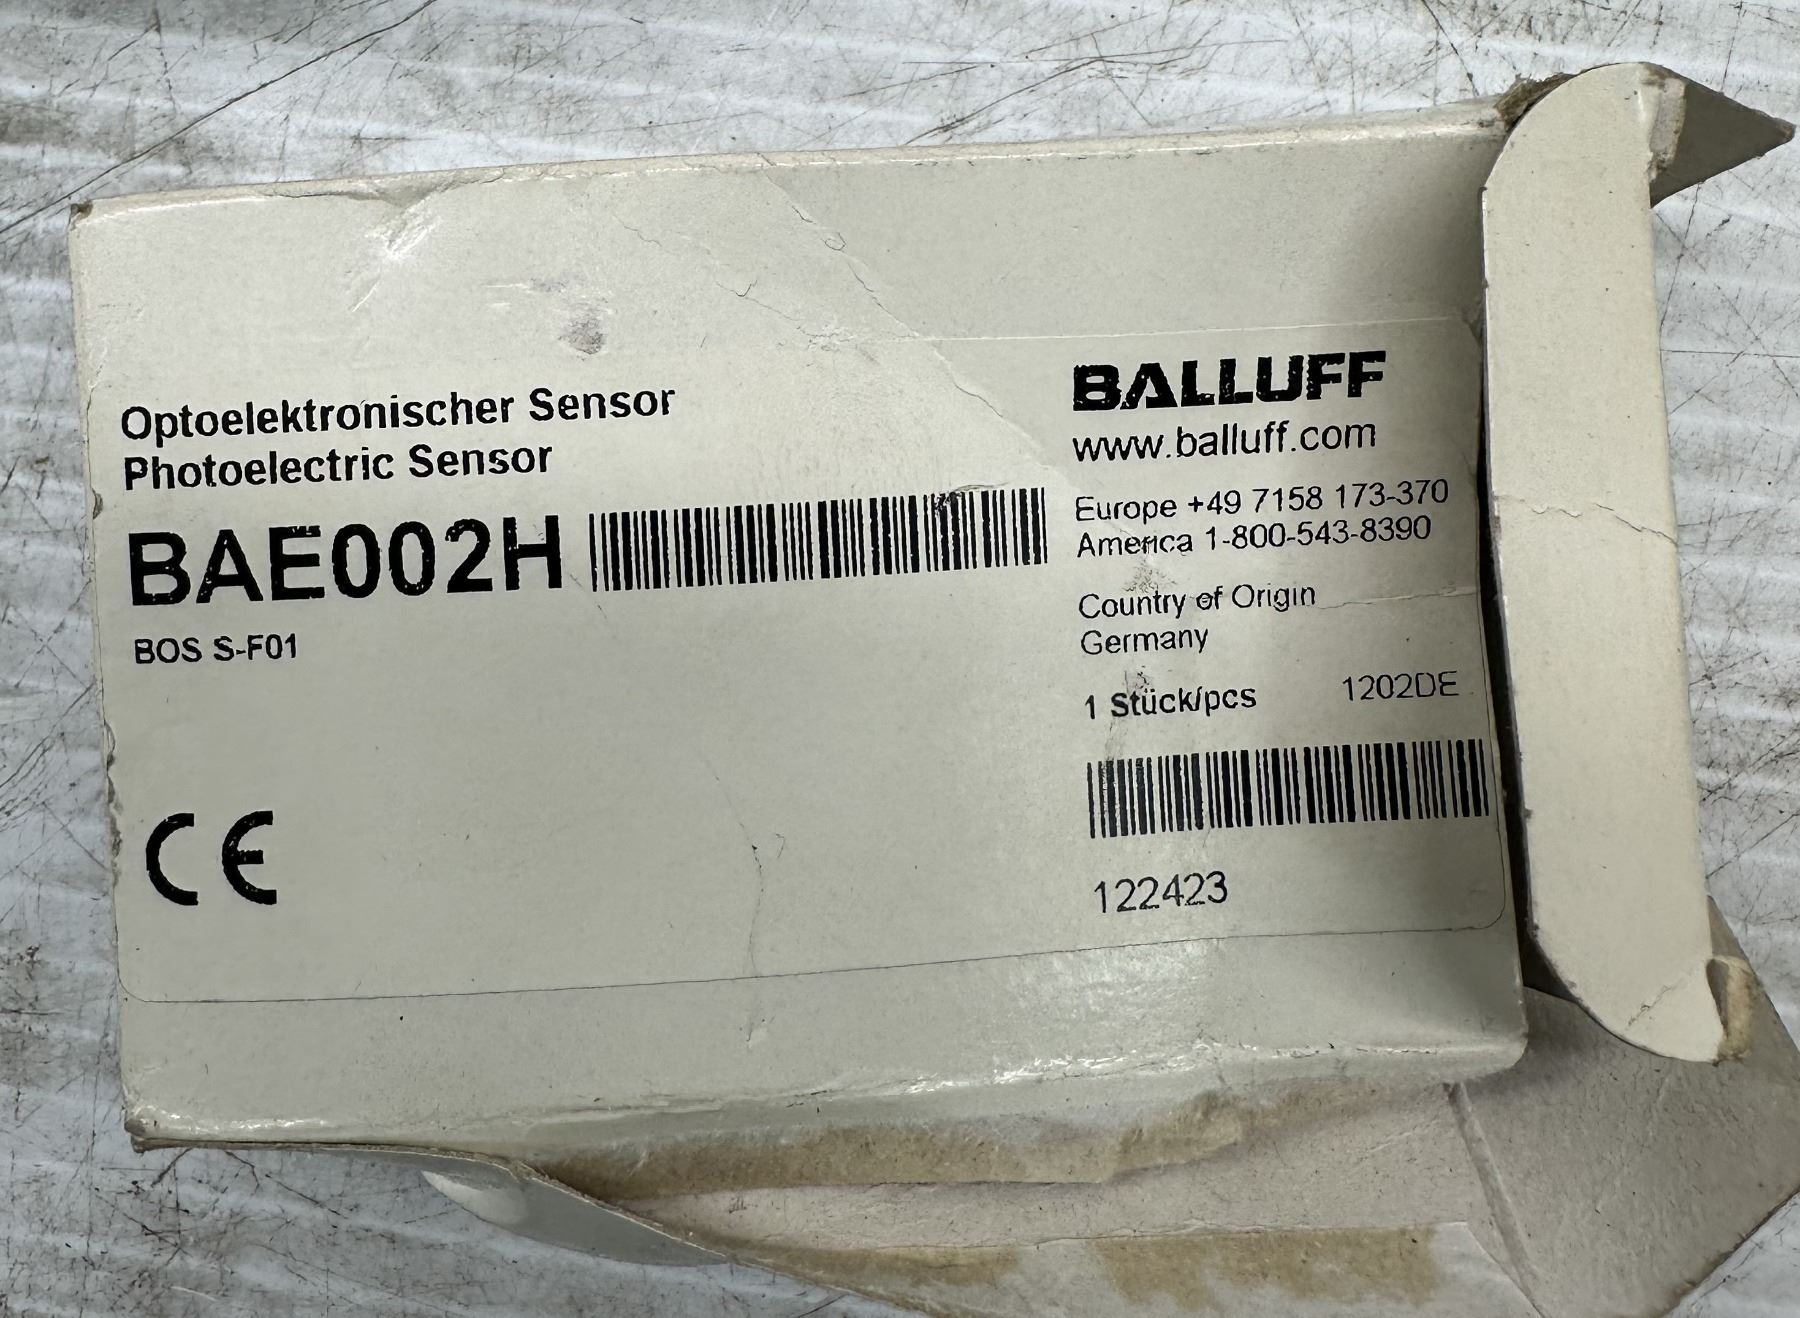 Optoelektronischer Sensor
Photoelectric Sensor
BAE002H
BOS S-F01
CE
BALLUFF
www.balluff.com
Europe +49 7158 173-370
America 1-800-543-8390
Country of Origin
Germany
1 Stück/pcs 1202DE
122423